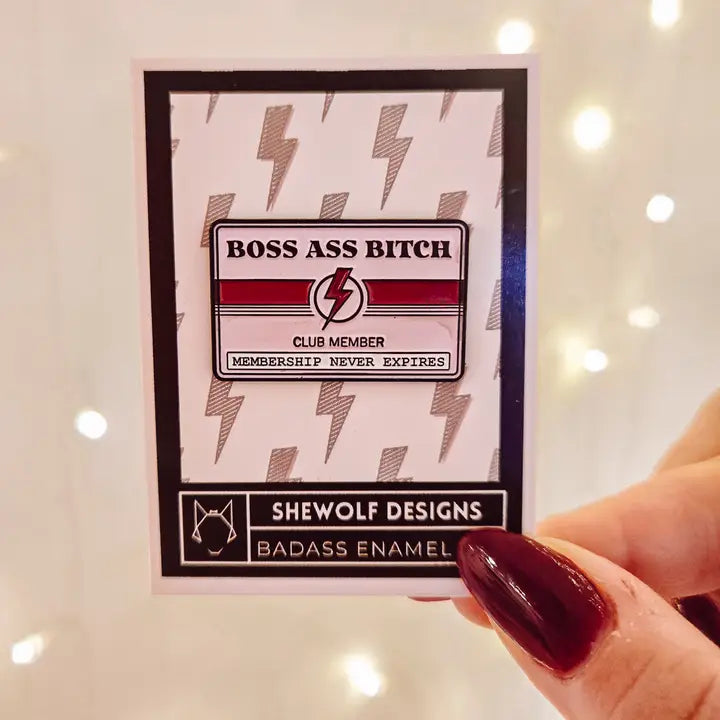 BOSS ASS BITCH
CLUB MEMBER
MEMBERSHIP NEVER EXPIRES
SHEWOLF DESIGNS
BADASS ENAMEL